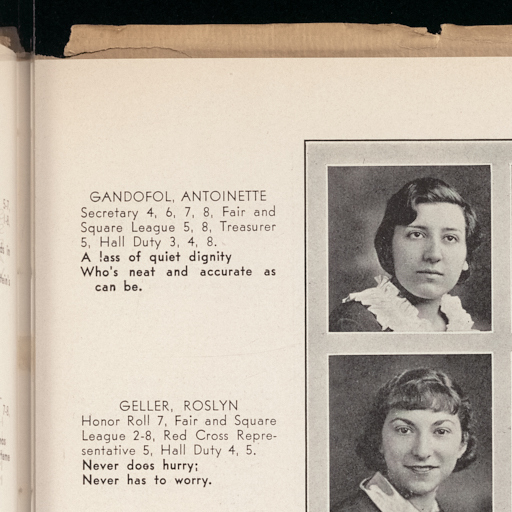 GANDOFOL, ANTOINETTE
Secretary 4, 6, 7, 8, Fair and
Square League 5, 8, Treasurer
5, Hall Duty 3, 4, 8.
A lass of quiet dignity
Who's neat and accurate as
can be.
GELLER, ROSLYN
Honor Roll 7, Fair and Square
League 2-8, Red Cross Repre-
sentative 5, Hall Duty 4, 5.
Never does hurry;
Never has to worry.